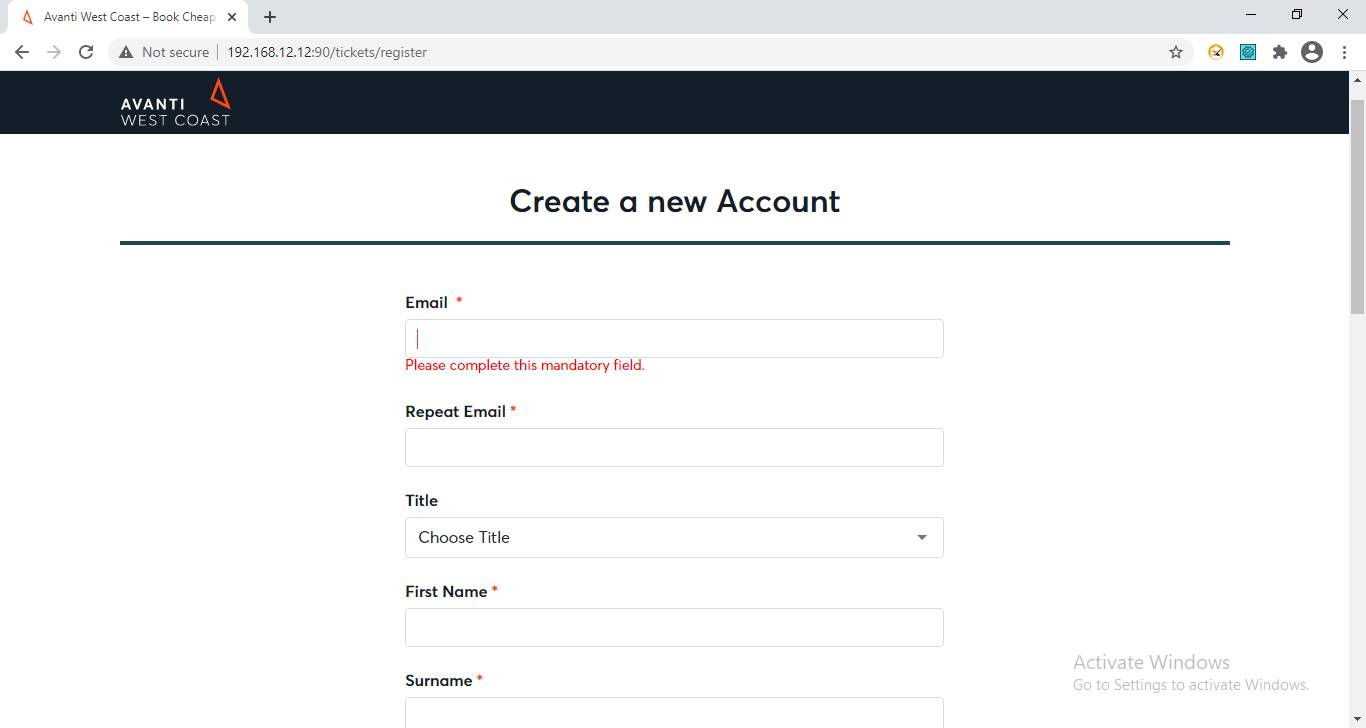 Avanti West Coast – Book Cheap
Not secure
192.168.12.12:90/tickets/register
AVANTI
WEST COAST
Create a new Account
Email *
Please complete this mandatory field.
Repeat Email *
Title
Choose Title
First Name *
Surname *
Activate Windows
Go to Settings to activate Windows.